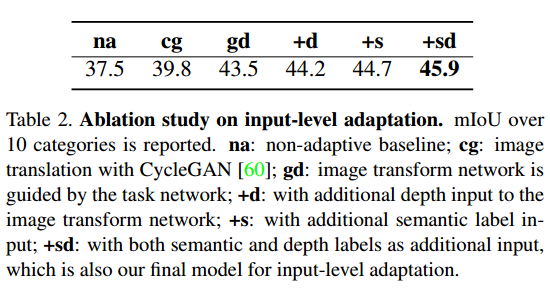 na cg gd +d +s +sd
37.5 39.8 43.5 44.2 44.7 45.9
Table 2. Ablation study on input-level adaptation. mIoU over
10 categories is reported. na: non-adaptive baseline; cg: image
translation with CycleGAN [60]; gd: image transform network is
guided by the task network; +d: with additional depth input to the
image transform network; +s: with additional semantic label in-
put; +sd: with both semantic and depth labels as additional input,
which is also our final model for input-level adaptation.